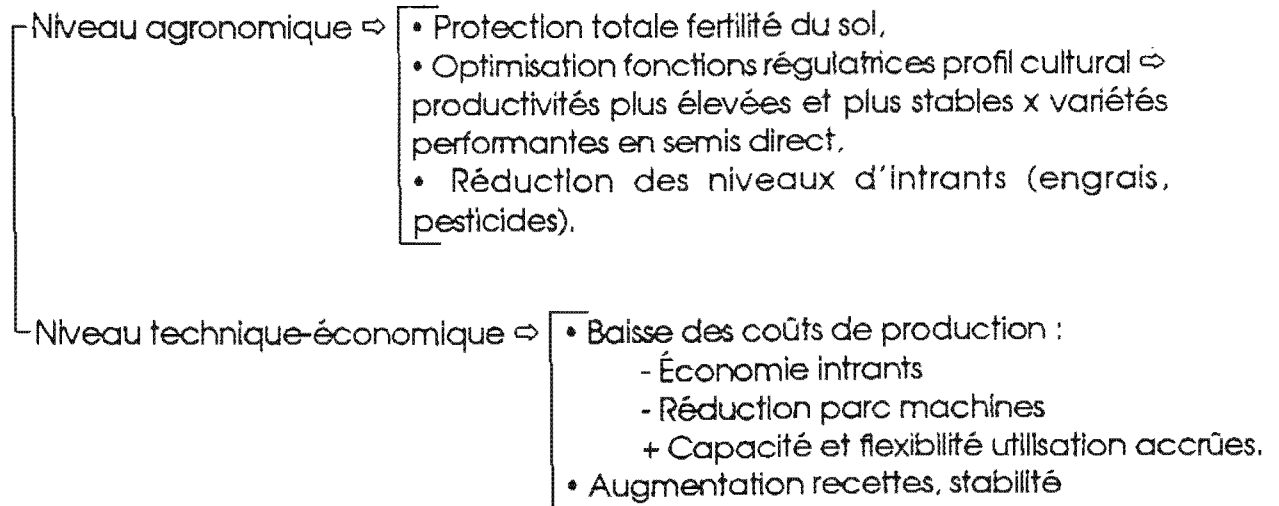 Niveau agronomique ⇨ • Protection totale fertilité du sol,
• Optimisation fonctions régulatrices profil cultural ⇨
productivités plus élevées et plus stables x variétés
performantes en semis direct,
• Réduction des niveaux d'intrants (engrais,
pesticides).
Niveau technique-économique ⇨ • Baisse des coûts de production :
- Économie intrants
- Réduction parc machines
+ Capacité et flexibilité utilisation accrûes.
• Augmentation recettes, stabilité